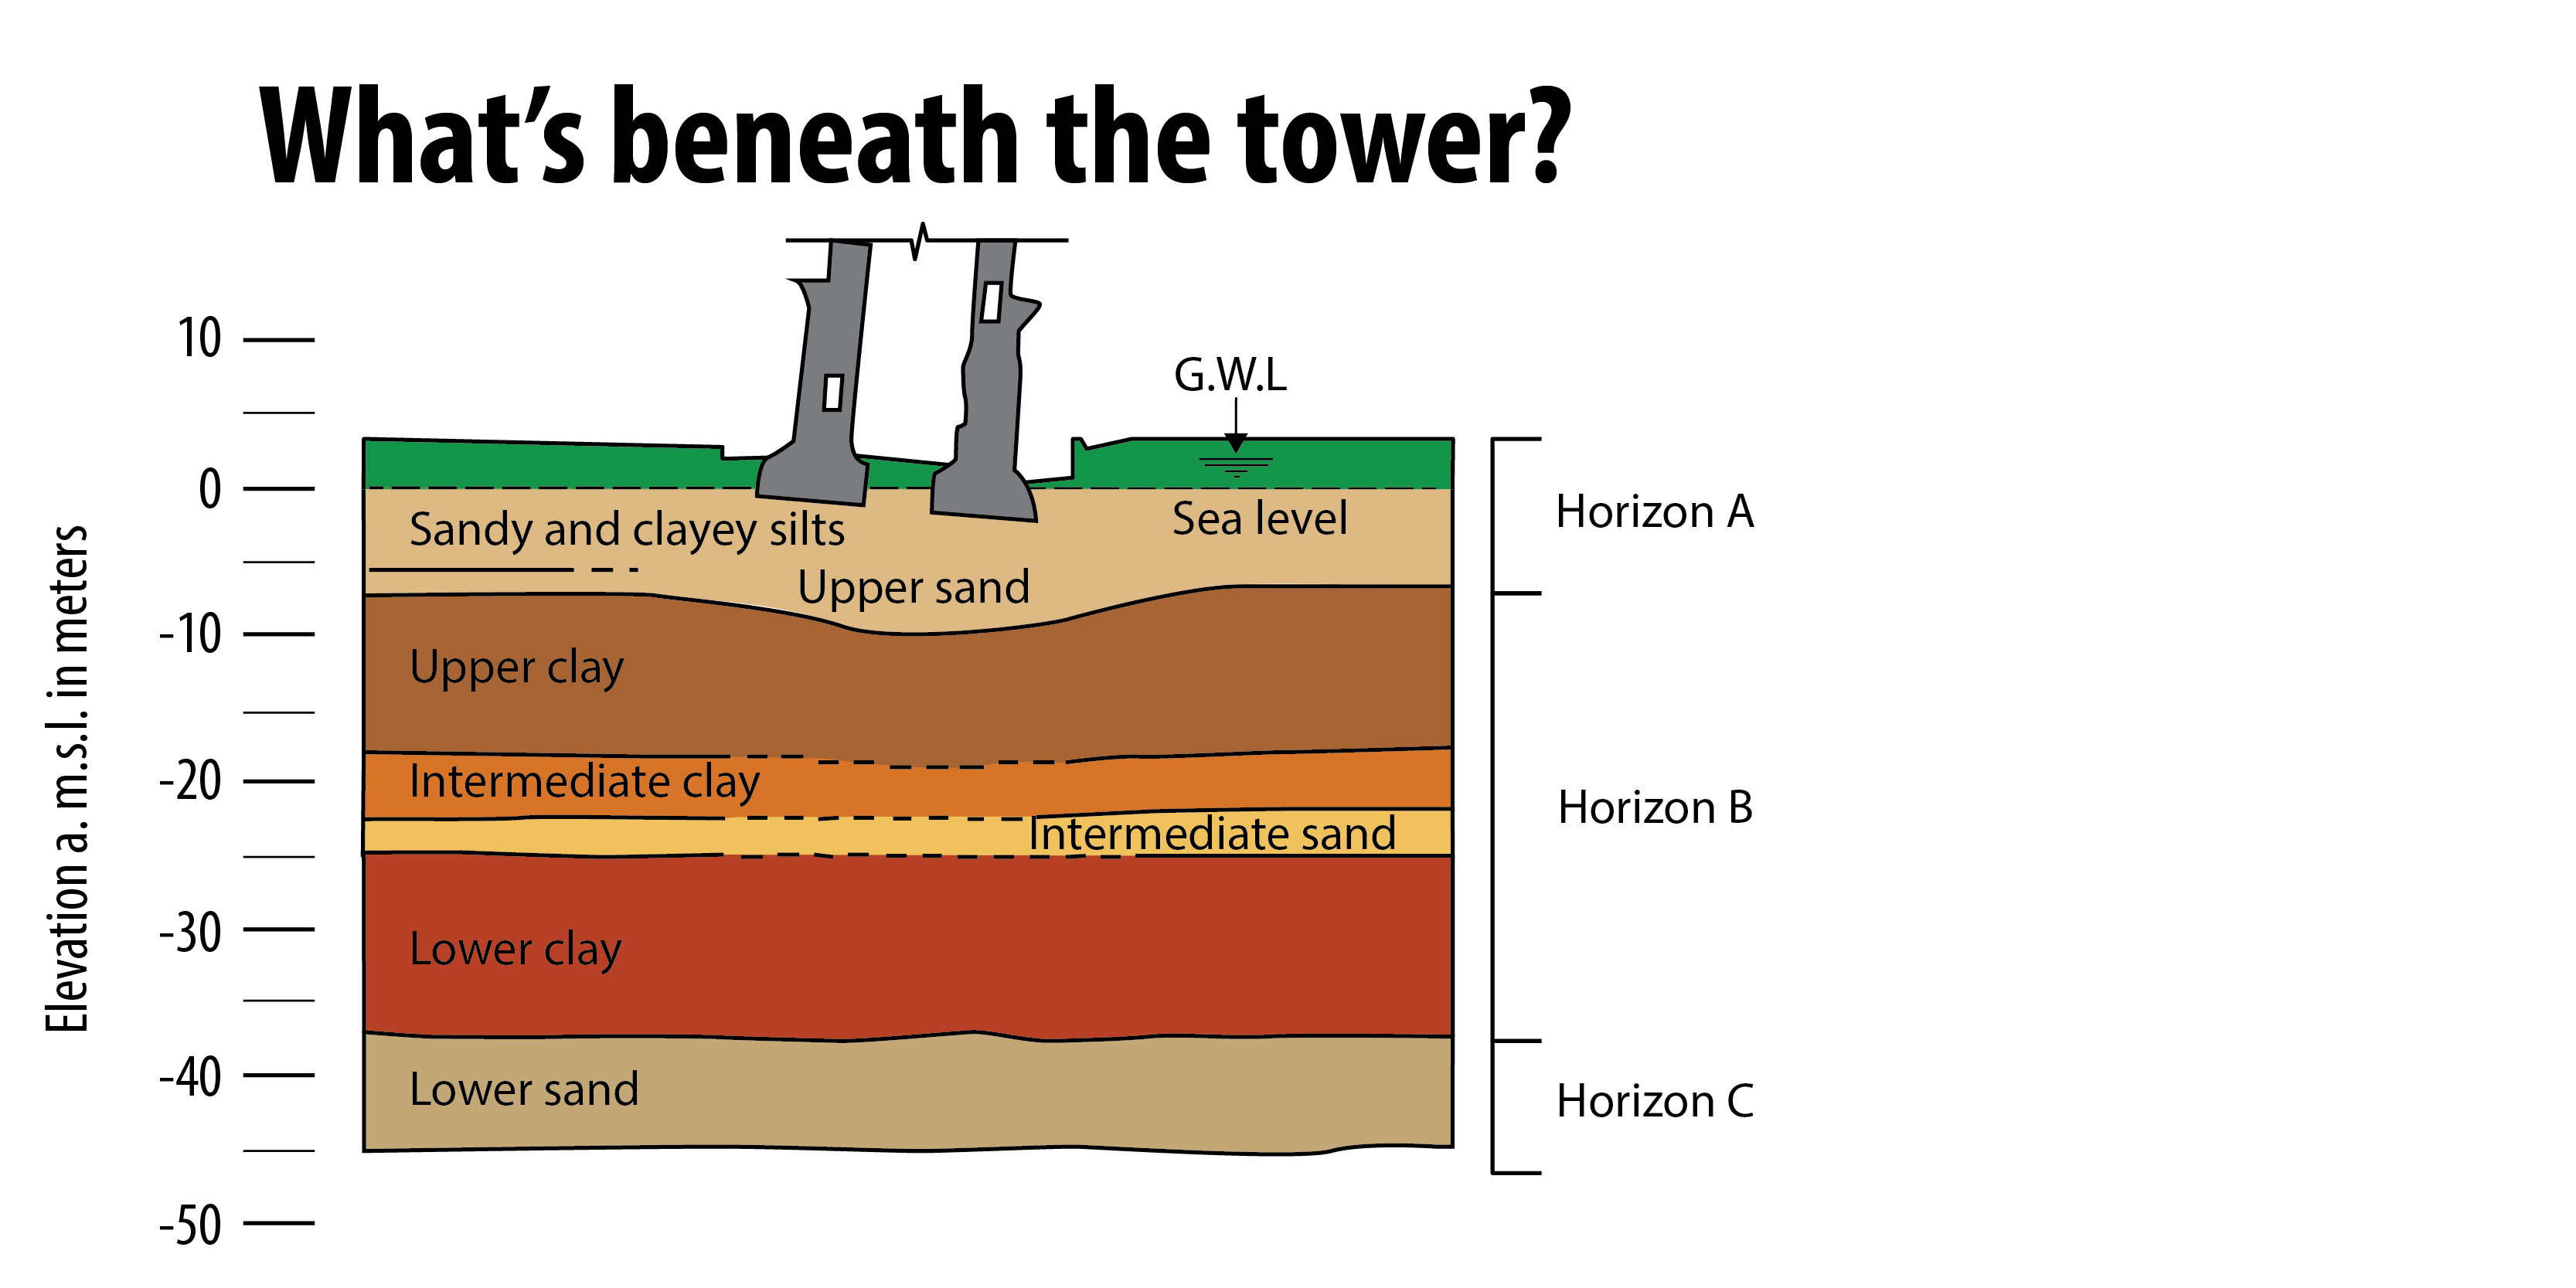 What’s beneath the tower?
10
0
-10
-20
-30
-40
-50
Elevation a. m.s.l. in meters
G.W.L
Sea level
Sandy and clayey silts
Upper sand
Upper clay
Intermediate clay
Intermediate sand
Lower clay
Lower sand
Horizon A
Horizon B
Horizon C